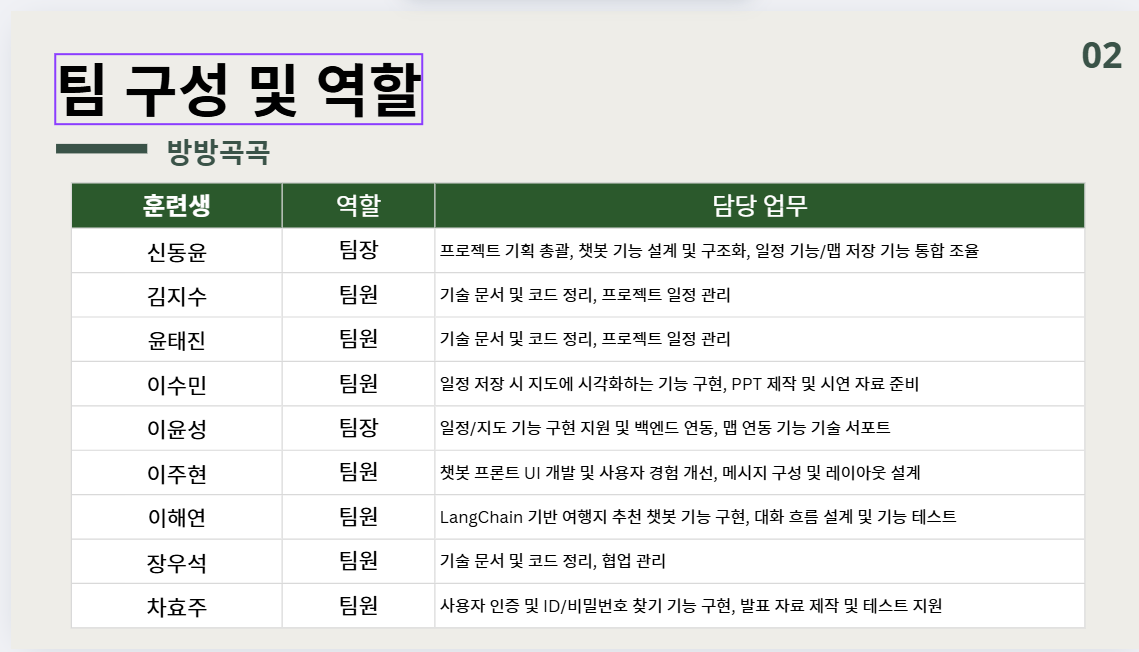 02
팀 구성 및 역할
방방곡곡
훈련생 역할 담당 업무
신동윤 팀장 프로젝트 기획 총괄, 챗봇 기능 설계 및 구조화, 일정 기능/맵 저장 기능 통합 조율
김지수 팀원 기술 문서 및 코드 정리, 프로젝트 일정 관리
윤태진 팀원 기술 문서 및 코드 정리, 프로젝트 일정 관리
이수민 팀원 일정 저장 시 지도에 시각화하는 기능 구현, PPT 제작 및 시연 자료 준비
이윤성 팀장 일정/지도 기능 구현 지원 및 백엔드 연동, 맵 연동 기능 기술 서포트
이주현 팀원 챗봇 프론트 UI 개발 및 사용자 경험 개선, 메시지 구성 및 레이아웃 설계
이해연 팀원 LangChain 기반 여행지 추천 챗봇 기능 구현, 대화 흐름 설계 및 기능 테스트
장우석 팀원 기술 문서 및 코드 정리, 협업 관리
차효주 팀원 사용자 인증 및 ID/비밀번호 찾기 기능 구현, 발표 자료 제작 및 테스트 지원